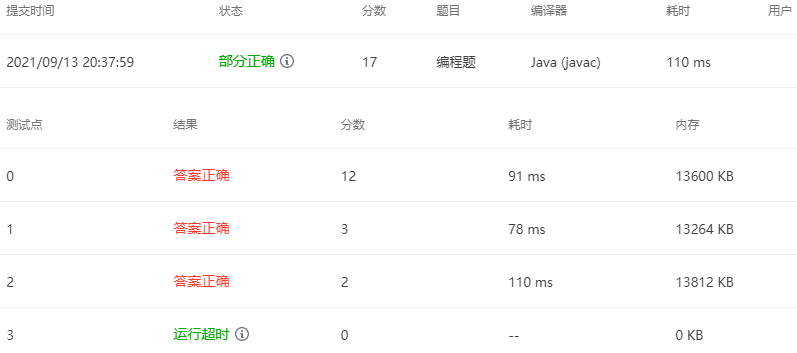 提交时间 状态 分数 题目 编译器 耗时 用户
2021/09/13 20:37:59 部分正确 17 编程题 Java (javac) 110 ms
测试点 结果 分数 耗时 内存
0 答案正确 12 91 ms 13600 KB
1 答案正确 3 78 ms 13264 KB
2 答案正确 2 110 ms 13812 KB
3 运行超时 0 -- 0 KB